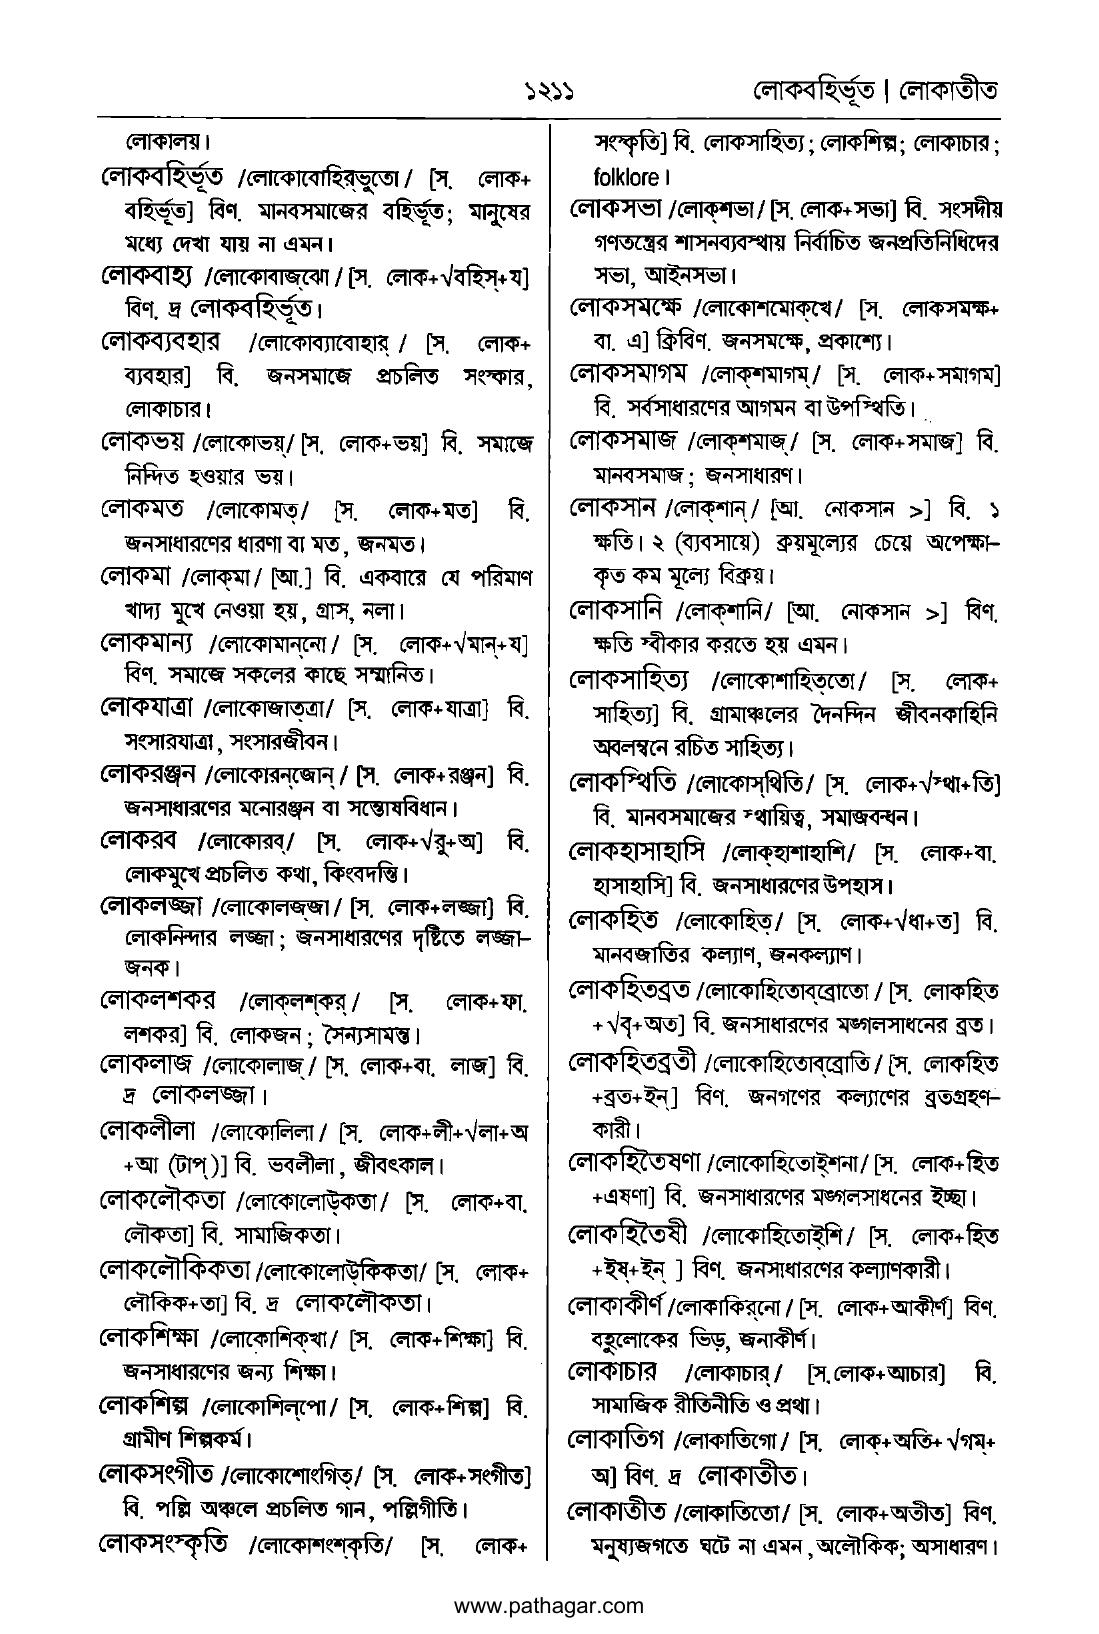 ১২১১
লোকবহির্ভূত | লোকাতীত
লোকালয়।
লোকবহির্ভূত /লোকোবোহির্ভুতো/ [স. লোক+
বহির্ভূত] বিণ. মানবসমাজের বহির্ভূত; মানুষের
মধ্যে দেখা যায় না এমন।
লোকবাহ্য /লোকোবাজ্‌ঝো/ [স. লোক+√বহিস্‌+য]
বিণ. দ্র লোকবহির্ভূত।
লোকব্যবহার /লোকোব্যাবোহার্‌/ [স. লোক+
ব্যবহার] বি. জনসমাজে প্রচলিত সংস্কার,
লোকাচার।
লোকভয় /লোকোভয়্‌/ [স. লোক+ভয়] বি. সমাজে
নিন্দিত হওয়ার ভয়।
লোকমত /লোকোমত্‌/ [স. লোক+মত] বি.
জনসাধারণের ধারণা বা মত, জনমত।
লোকমা /লোক্‌মা/ [আ.] বি. একবারে যে পরিমাণ
খাদ্য মুখে নেওয়া হয়, গ্রাস, নলা।
লোকমান্য /লোকোমান্‌নো/ [স. লোক+√মান্‌+য]
বিণ. সমাজে সকলের কাছে সম্মানিত।
লোকযাত্রা /লোকোজাত্‌ত্রা/ [স. লোক+যাত্রা] বি.
সংসারযাত্রা, সংসারজীবন।
লোকরঞ্জন /লোকোরন্‌জোন্‌/ [স. লোক+রঞ্জন] বি.
জনসাধারণের মনোরঞ্জন বা সন্তোষবিধান।
লোকরব /লোকোরব্‌/ [স. লোক+√রু+অ] বি.
লোকমুখে প্রচলিত কথা, কিংবদন্তি।
লোকলজ্জা /লোকোলজ্‌জা/ [স. লোক+লজ্জা] বি.
লোকনিন্দার লজ্জা; জনসাধারণের দৃষ্টিতে লজ্জা–
জনক।
লোকলশকর /লোক্‌লশ্‌কর্‌/ [স. লোক+ফা.
লশকর] বি. লোকজন; সৈন্যসামন্ত।
লোকলাজ /লোকোলাজ্‌/ [স. লোক+বা. লাজ] বি.
দ্র লোকলজ্জা।
লোকলীলা /লোকোলিলা/ [স. লোক+লী+√লা+অ
+আ (টাপ্‌)] বি. ভবলীলা, জীবৎকাল।
লোকলৌকতা /লোকোলোউ্‌কতা/ [স. লোক+বা.
লৌকতা] বি. সামাজিকতা।
লোকলৌকিকতা /লোকোলোউ্‌কিকতা/ [স. লোক+
লৌকিক+তা] বি. দ্র লোকলৌকতা।
লোকশিক্ষা /লোকোশিক্‌খা/ [স. লোক+শিক্ষা] বি.
জনসাধারণের জন্য শিক্ষা।
লোকশিল্প /লোকোশিল্‌পো/ [স. লোক+শিল্প] বি.
গ্রামীণ শিল্পকর্ম।
লোকসংগীত /লোকোশোংগিত্‌/ [স. লোক+সংগীত]
বি. পল্লি অঞ্চলে প্রচলিত গান, পল্লিগীতি।
লোকসংস্কৃতি /লোকোশংশ্‌কৃতি/ [স. লোক+
সংস্কৃতি] বি. লোকসাহিত্য; লোকশিল্প; লোকাচার;
folklore।
লোকসভা /লোক্‌শভা/ [স. লোক+সভা] বি. সংসদীয়
গণতন্ত্রের শাসনব্যবস্থায় নির্বাচিত জনপ্রতিনিধিদের
সভা, আইনসভা।
লোকসমক্ষে /লোকোশমোক্‌খে/ [স. লোকসমক্ষ+
বা. এ] ক্রিবিণ. জনসমক্ষে, প্রকাশ্যে।
লোকসমাগম /লোক্‌শমাগম্‌/ [স. লোক+সমাগম]
বি. সর্বসাধারণের আগমন বা উপস্থিতি।
লোকসমাজ /লোক্‌শমাজ্‌/ [স. লোক+সমাজ] বি.
মানবসমাজ; জনসাধারণ।
লোকসান /লোক্‌শান্‌/ [আ. নোকসান >] বি. ১
ক্ষতি। ২ (ব্যবসায়ে) ক্রয়মূল্যের চেয়ে অপেক্ষা–
কৃত কম মূল্যে বিক্রয়।
লোকসানি /লোক্‌শানি/ [আ. নোকসান >] বিণ.
ক্ষতি স্বীকার করতে হয় এমন।
লোকসাহিত্য /লোকোশাহিত্‌তো/ [স. লোক+
সাহিত্য] বি. গ্রামাঞ্চলের দৈনন্দিন জীবনকাহিনি
অবলম্বনে রচিত সাহিত্য।
লোকস্থিতি /লোকোস্‌থিতি/ [স. লোক+√স্থা+তি]
বি. মানবসমাজের স্থায়িত্ব, সমাজবন্ধন।
লোকহাসাহাসি /লোক্‌হাশাহাশি/ [স. লোক+বা.
হাসাহাসি] বি. জনসাধারণের উপহাস।
লোকহিত /লোকোহিত্‌/ [স. লোক+√ধা+ত] বি.
মানবজাতির কল্যাণ, জনকল্যাণ।
লোকহিতব্রত /লোকোহিতোব্‌ব্রোতো/ [স. লোকহিত
+√বৃ+অত] বি. জনসাধারণের মঙ্গলসাধনের ব্রত।
লোকহিতব্রতী /লোকোহিতোব্‌ব্রোতি/ [স. লোকহিত
+ব্রত+ইন্‌] বিণ. জনগণের কল্যাণের ব্রতগ্রহণ–
কারী।
লোকহিতৈষণা /লোকোহিতোই্‌শনা/ [স. লোক+হিত
+এষণা] বি. জনসাধারণের মঙ্গলসাধনের ইচ্ছা।
লোকহিতৈষী /লোকোহিতোই্‌শি/ [স. লোক+হিত
+ইষ্‌+ইন্‌ ] বিণ. জনসাধারণের কল্যাণকারী।
লোকাকীর্ণ /লোকাকির্‌নো/ [স. লোক+আকীর্ণ] বিণ.
বহুলোকের ভিড়, জনাকীর্ণ।
লোকাচার /লোকাচার্‌/ [স.লোক+আচার] বি.
সামাজিক রীতিনীতি ও প্রথা।
লোকাতিগ /লোকাতিগো/ [স. লোক্‌+অতি+√গম্‌+
অ] বিণ. দ্র লোকাতীত।
লোকাতীত /লোকাতিতো/ [স. লোক+অতীত] বিণ.
মনুষ্যজগতে ঘটে না এমন, অলৌকিক; অসাধারণ।
www.pathagar.com